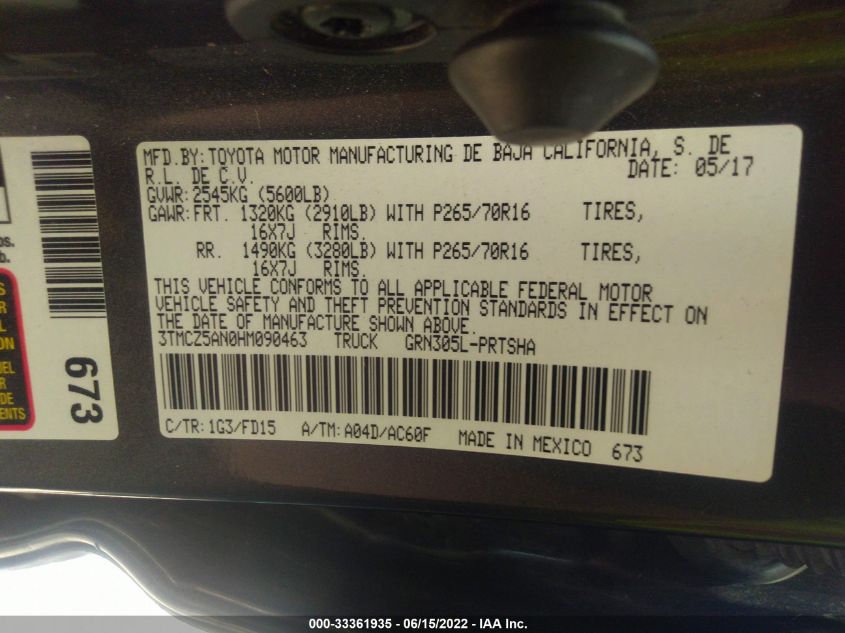 MFD.BY:TOYOTA MOTOR MANUFACTURING DE BAJA CALIFORNIA, S. DE
R.L. DE C.V. DATE: 05/17
GVWR:2545KG (5600LB)
GAWR:FRT. 1320KG (2910LB) WITH P265/70R16 TIRES,
16X7J RIMS.
RR. 1490KG (3280LB) WITH P265/70R16 TIRES,
16X7J RIMS.
THIS VEHICLE CONFORMS TO ALL APPLICABLE FEDERAL MOTOR
VEHICLE SAFETY AND THEFT PREVENTION STANDARDS IN EFFECT ON
THE DATE OF MANUFACTURE SHOWN ABOVE.
3TMCZ5AN0HM090463 TRUCK GRN305L-PRTSHA
C/TR:1G3/FD15 A/TM:A04D/AC60F MADE IN MEXICO 673
673
000-33361935 - 06/15/2022 - IAA Inc.